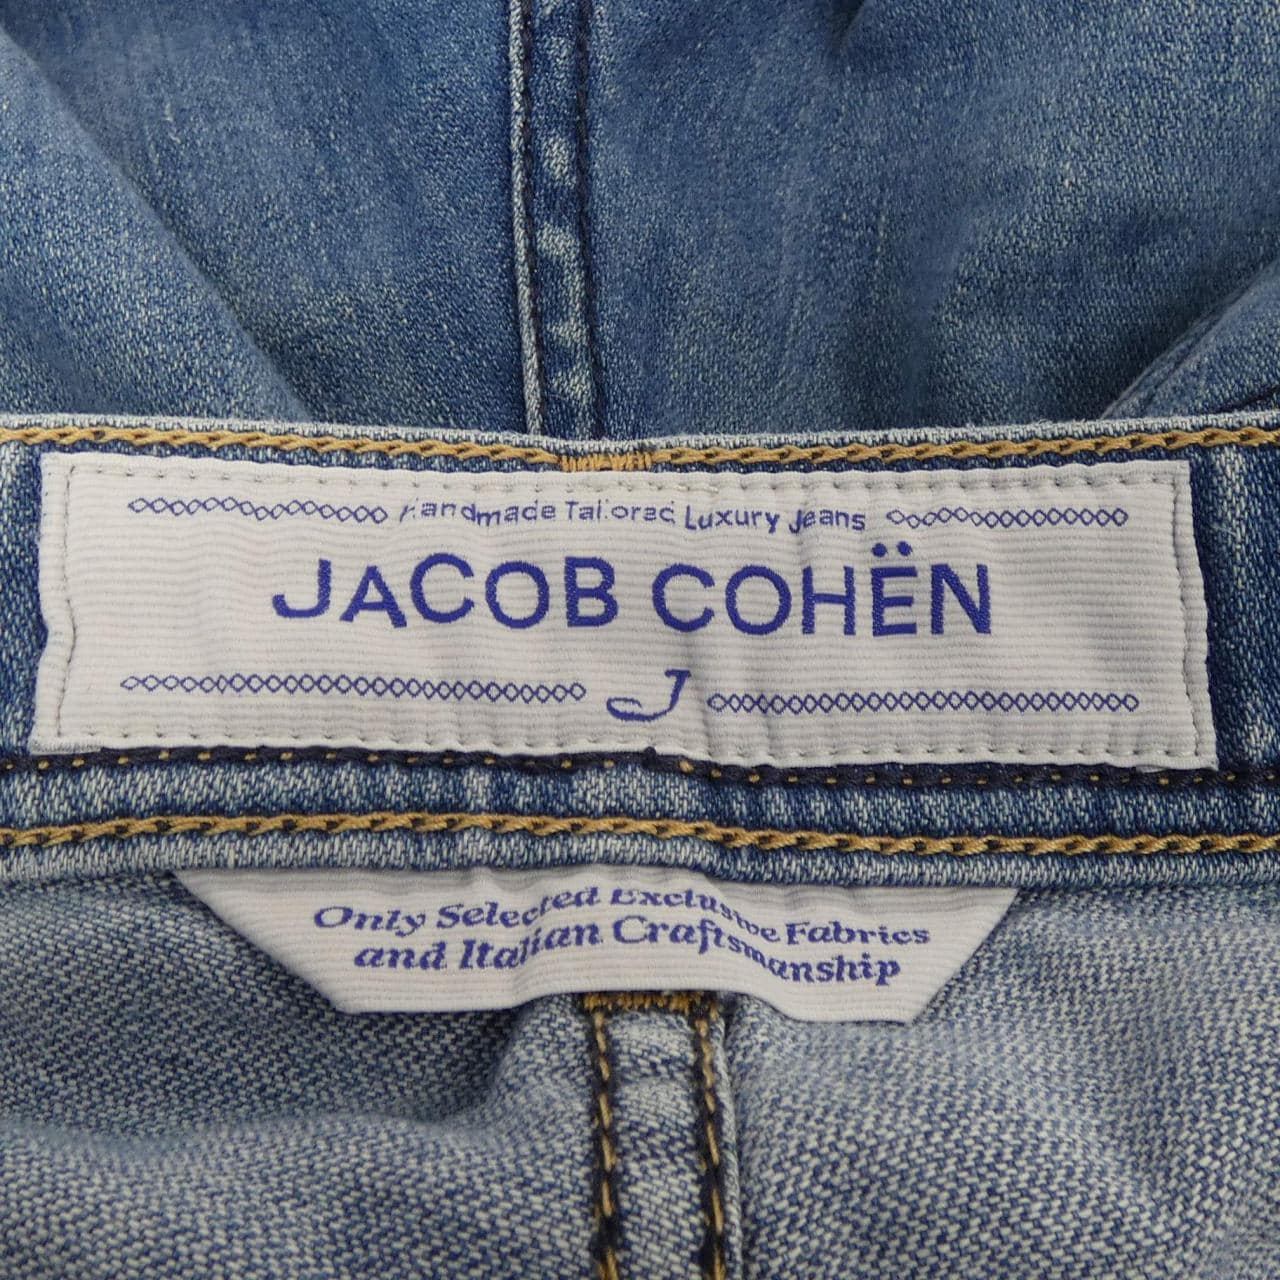 Handmade Tailored Luxury Jeans
JACOB COHËN
J
Only Selected Exclusive Fabrics
and Italian Craftsmanship